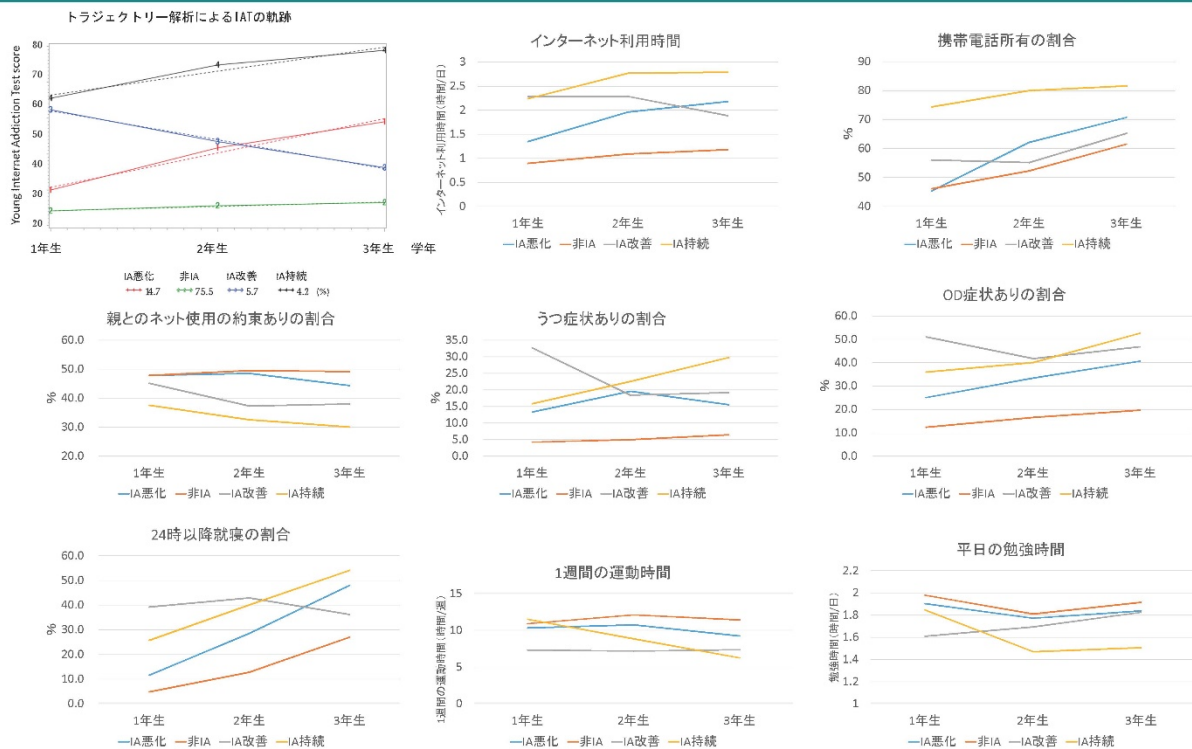 トラジェクトリー解析によるIATの軌跡
Young Internet Addiction Test score
80
70
60
50
40
30
20
1年生 2年生 3年生 学年
IA悪化 非IA IA改善 IA持続
14.7 75.5 5.7 4.2 (%)
インターネット利用時間
インターネット利用時間(時間/日)
3
2.5
2
1.5
1
0.5
0
1年生 2年生 3年生
IA悪化 非IA IA改善 IA持続
携帯電話所有の割合
%
90
80
70
60
50
40
1年生 2年生 3年生
IA悪化 非IA IA改善 IA持続
親とのネット使用の約束ありの割合
%
60.0
50.0
40.0
30.0
20.0
1年生 2年生 3年生
IA悪化 非IA IA改善 IA持続
うつ症状ありの割合
%
35.0
30.0
25.0
20.0
15.0
10.0
5.0
0.0
1年生 2年生 3年生
IA悪化 非IA IA改善 IA持続
OD症状ありの割合
%
60.0
50.0
40.0
30.0
20.0
10.0
0.0
1年生 2年生 3年生
IA悪化 非IA IA改善 IA持続
24時以降就寝の割合
%
60.0
50.0
40.0
30.0
20.0
10.0
0.0
1年生 2年生 3年生
IA悪化 非IA IA改善 IA持続
1週間の運動時間
1週間の運動時間(時間/週)
15
10
5
0
1年生 2年生 3年生
IA悪化 非IA IA改善 IA持続
平日の勉強時間
勉強時間(時間/日)
2.2
2
1.8
1.6
1.4
1.2
1
1年生 2年生 3年生
IA悪化 非IA IA改善 IA持続